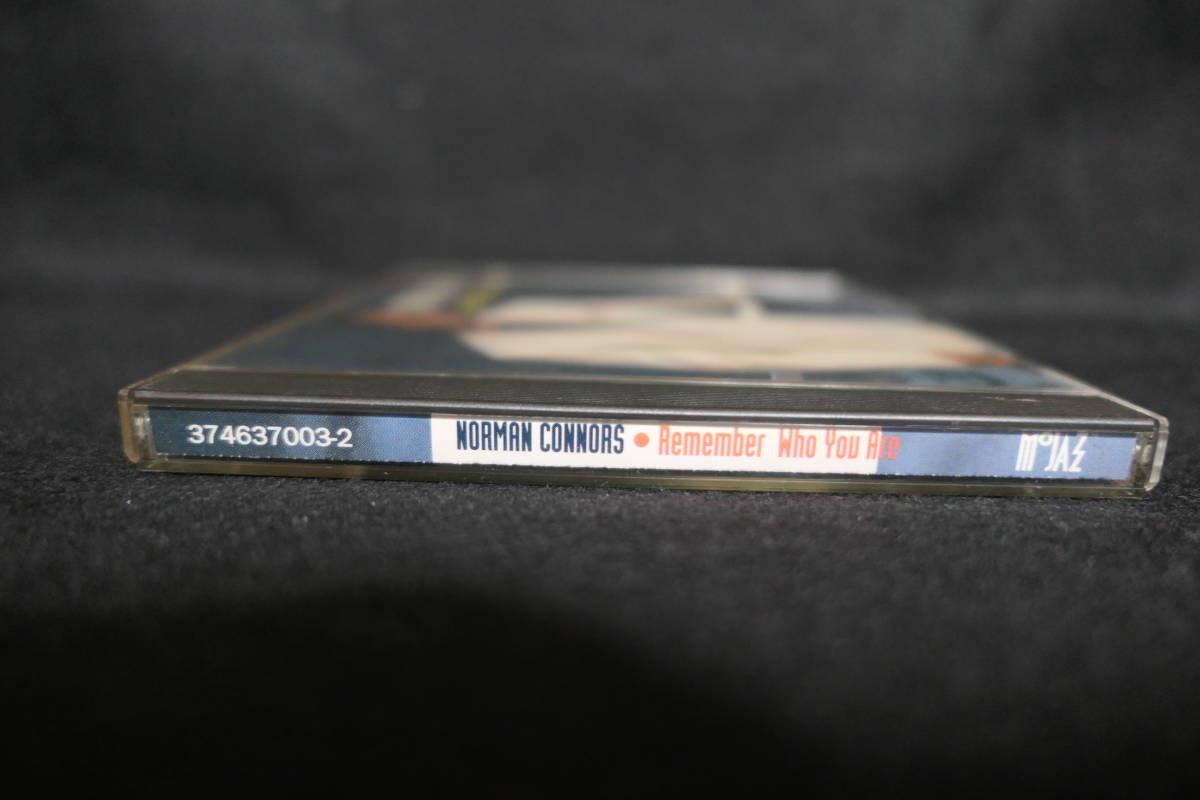 374637003-2 NORMAN CONNORS • Remember Who You Are MoJAZ